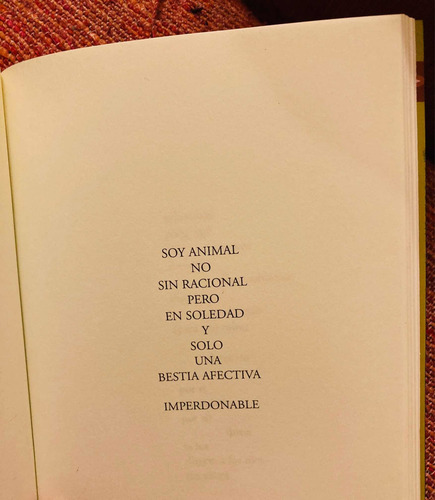 SOY ANIMAL
NO
SIN RACIONAL
PERO
EN SOLEDAD
Y
SOLO
UNA
BESTIA AFECTIVA
IMPERDONABLE